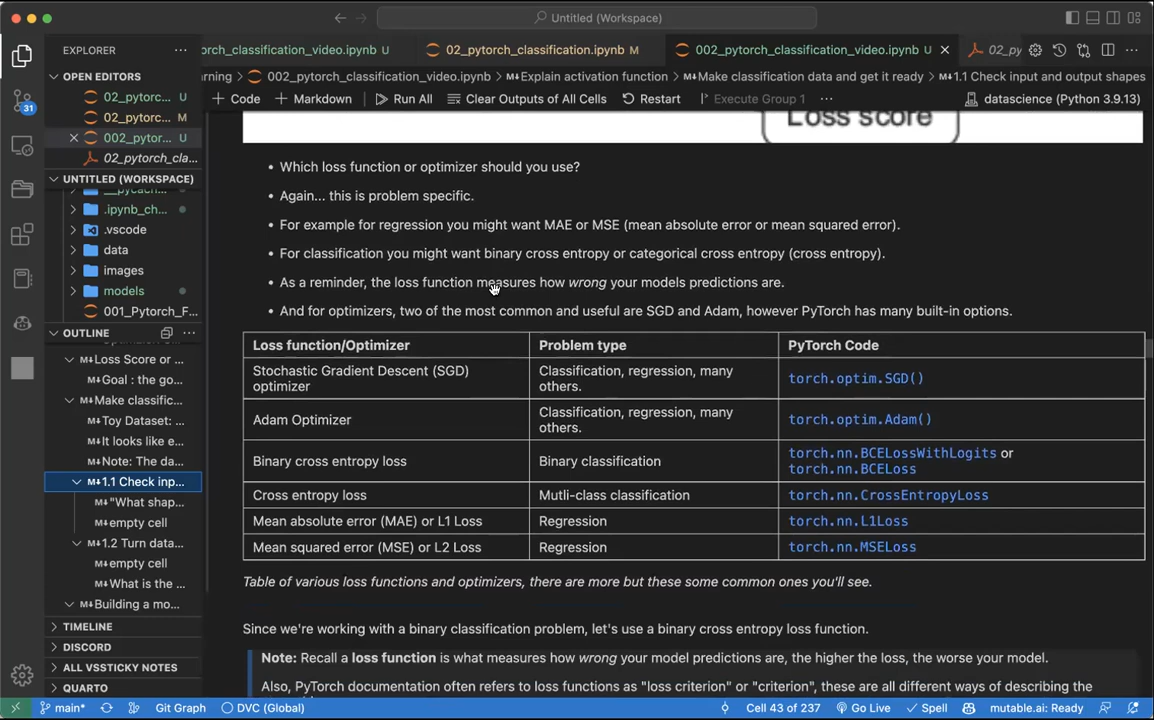 Untitled (Workspace)
EXPLORER
orch_classification_video.ipynb U
02_pytorch_classification.ipynb M
002_pytorch_classification_video.ipynb U
02_py
OPEN EDITORS
rning > 002_pytorch_classification_video.ipynb > M↓Explain activation function > M↓Make classification data and get it ready > M↓1.1 Check input and output shapes
02_pytorc... U
+ Code + Markdown Run All Clear Outputs of All Cells Restart Execute Group 1 ... datascience (Python 3.9.13)
02_pytorc... M
31
002_pytor... U
02_pytorch_cla...
Loss score
UNTITLED (WORKSPACE)
__pycach...
.ipynb_ch...
.vscode
data
images
models
001_Pytorch_F...
OUTLINE
M↓Loss Score or ...
M↓Goal : the go...
M↓Make classific...
M↓Toy Dataset: ...
M↓It looks like e...
M↓Note: The da...
M↓1.1 Check inp...
M↓"What shap...
M↓empty cell
M↓1.2 Turn data...
M↓empty cell
M↓What is the ...
M↓Building a mo...
TIMELINE
DISCORD
ALL VSSTICKY NOTES
QUARTO
• Which loss function or optimizer should you use?
• Again... this is problem specific.
• For example for regression you might want MAE or MSE (mean absolute error or mean squared error).
• For classification you might want binary cross entropy or categorical cross entropy (cross entropy).
• As a reminder, the loss function measures how wrong your models predictions are.
• And for optimizers, two of the most common and useful are SGD and Adam, however PyTorch has many built-in options.
Loss function/Optimizer Problem type PyTorch Code
Stochastic Gradient Descent (SGD) optimizer Classification, regression, many others. torch.optim.SGD()
Adam Optimizer Classification, regression, many others. torch.optim.Adam()
Binary cross entropy loss Binary classification torch.nn.BCELossWithLogits or torch.nn.BCELoss
Cross entropy loss Mutli-class classification torch.nn.CrossEntropyLoss
Mean absolute error (MAE) or L1 Loss Regression torch.nn.L1Loss
Mean squared error (MSE) or L2 Loss Regression torch.nn.MSELoss
Table of various loss functions and optimizers, there are more but these some common ones you'll see.
Since we're working with a binary classification problem, let's use a binary cross entropy loss function.
Note: Recall a loss function is what measures how wrong your model predictions are, the higher the loss, the worse your model.
Also, PyTorch documentation often refers to loss functions as "loss criterion" or "criterion", these are all different ways of describing the
main* Git Graph DVC (Global) Cell 43 of 237 Go Live Spell mutable.ai: Ready